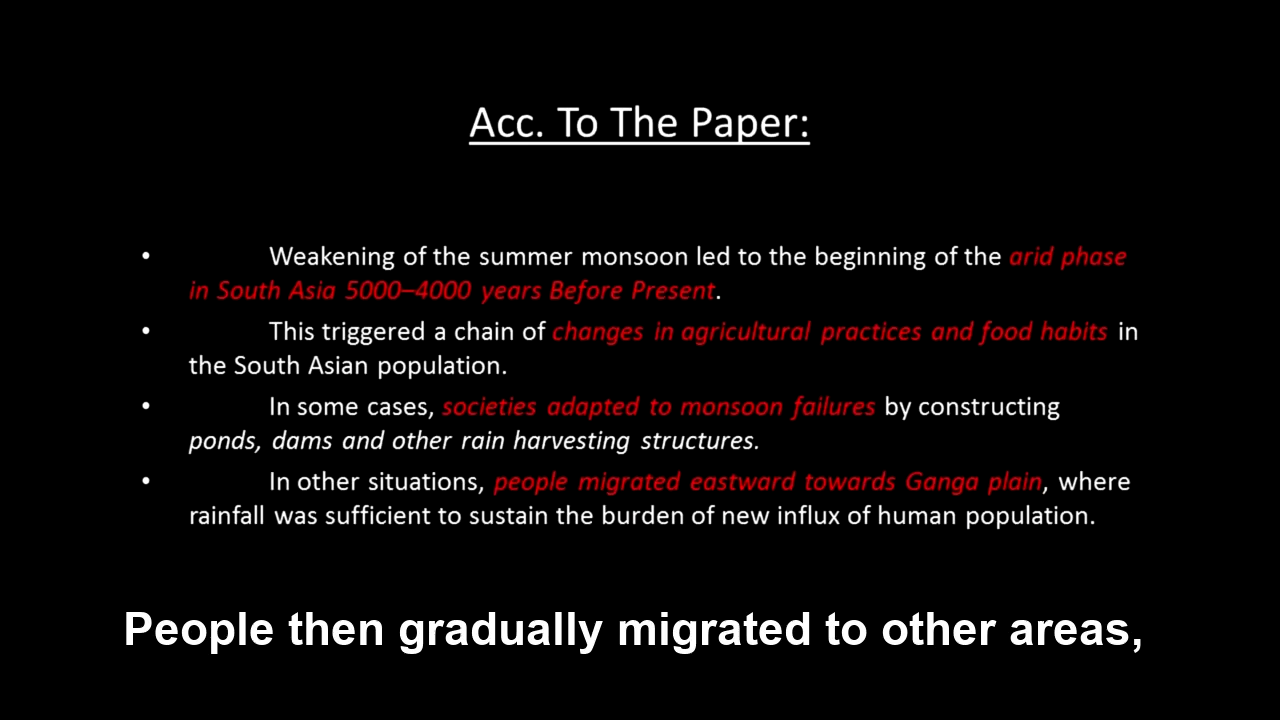 Acc. To The Paper:
• Weakening of the summer monsoon led to the beginning of the arid phase
in South Asia 5000–4000 years Before Present.
• This triggered a chain of changes in agricultural practices and food habits in
the South Asian population.
• In some cases, societies adapted to monsoon failures by constructing
ponds, dams and other rain harvesting structures.
• In other situations, people migrated eastward towards Ganga plain, where
rainfall was sufficient to sustain the burden of new influx of human population.
People then gradually migrated to other areas,